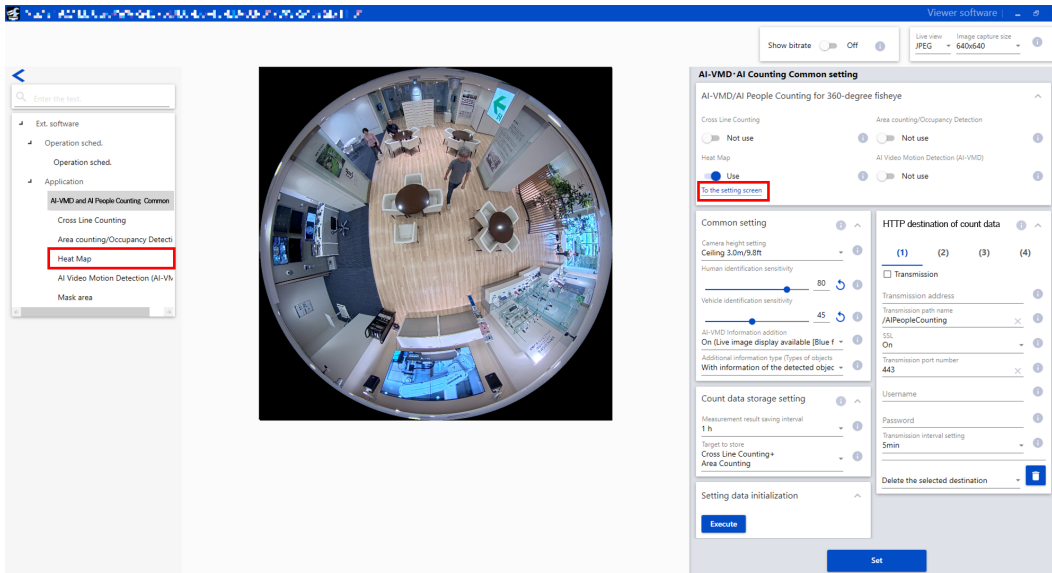 Viewer software
Show bitrate
Off
Live view
JPEG
Image capture size
640x640
Enter the text.
Ext. software
Operation sched.
Operation sched.
Application
AI-VMD and AI People Counting Common
Cross Line Counting
Area counting/Occupancy Detecti
Heat Map
AI Video Motion Detection (AI-VM
Mask area
AI-VMD·AI Counting Common setting
AI-VMD/AI People Counting for 360-degree fisheye
Cross Line Counting
Not use
Area counting/Occupancy Detection
Not use
Heat Map
Use
To the setting screen
AI Video Motion Detection (AI-VMD)
Not use
Common setting
Camera height setting
Ceiling 3.0m/9.8ft
Human identification sensitivity
80
Vehicle identification sensitivity
45
AI-VMD Information addition
On (Live image display available [Blue f
Additional information type (Types of objects
With information of the detected objec
Count data storage setting
Measurement result saving interval
1 h
Target to store
Cross Line Counting+
Area Counting
Setting data initialization
Execute
HTTP destination of count data
(1) (2) (3) (4)
Transmission
Transmission address
Transmission path name
/AIPeopleCounting
SSL
On
Transmission port number
443
Username
Password
Transmission interval setting
5min
Delete the selected destination
Set